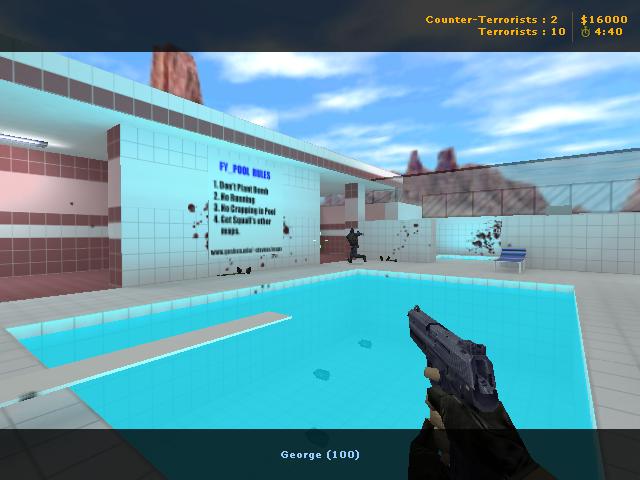 Counter-Terrorists : 2
$16000
Terrorists : 10
4:40
FY_POOL RULES
1. Don't Plant Bomb
2. No Running
3. No Crapping in Pool
4. Get Squall's other
maps.
George (100)